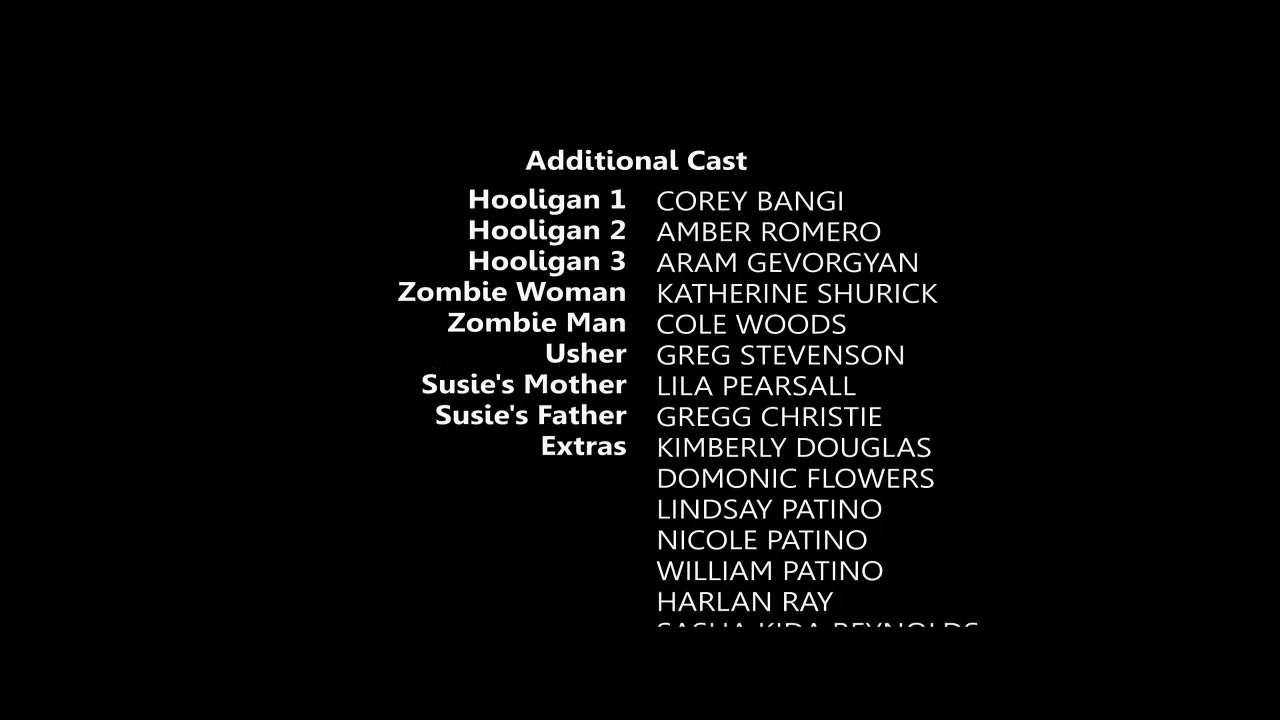 Additional Cast
Hooligan 1 COREY BANGI
Hooligan 2 AMBER ROMERO
Hooligan 3 ARAM GEVORGYAN
Zombie Woman KATHERINE SHURICK
Zombie Man COLE WOODS
Usher GREG STEVENSON
Susie's Mother LILA PEARSALL
Susie's Father GREGG CHRISTIE
Extras KIMBERLY DOUGLAS
DOMONIC FLOWERS
LINDSAY PATINO
NICOLE PATINO
WILLIAM PATINO
HARLAN RAY